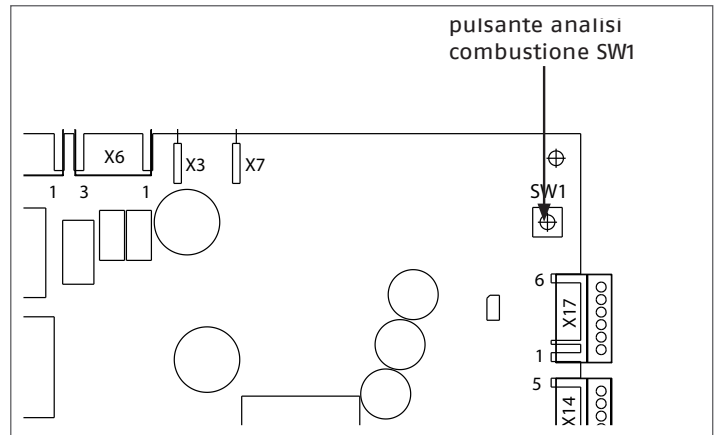 pulsante analisi
combustione SW1
X6
X3
X7
1 3 1
SW1
6
X17
1
5
X14